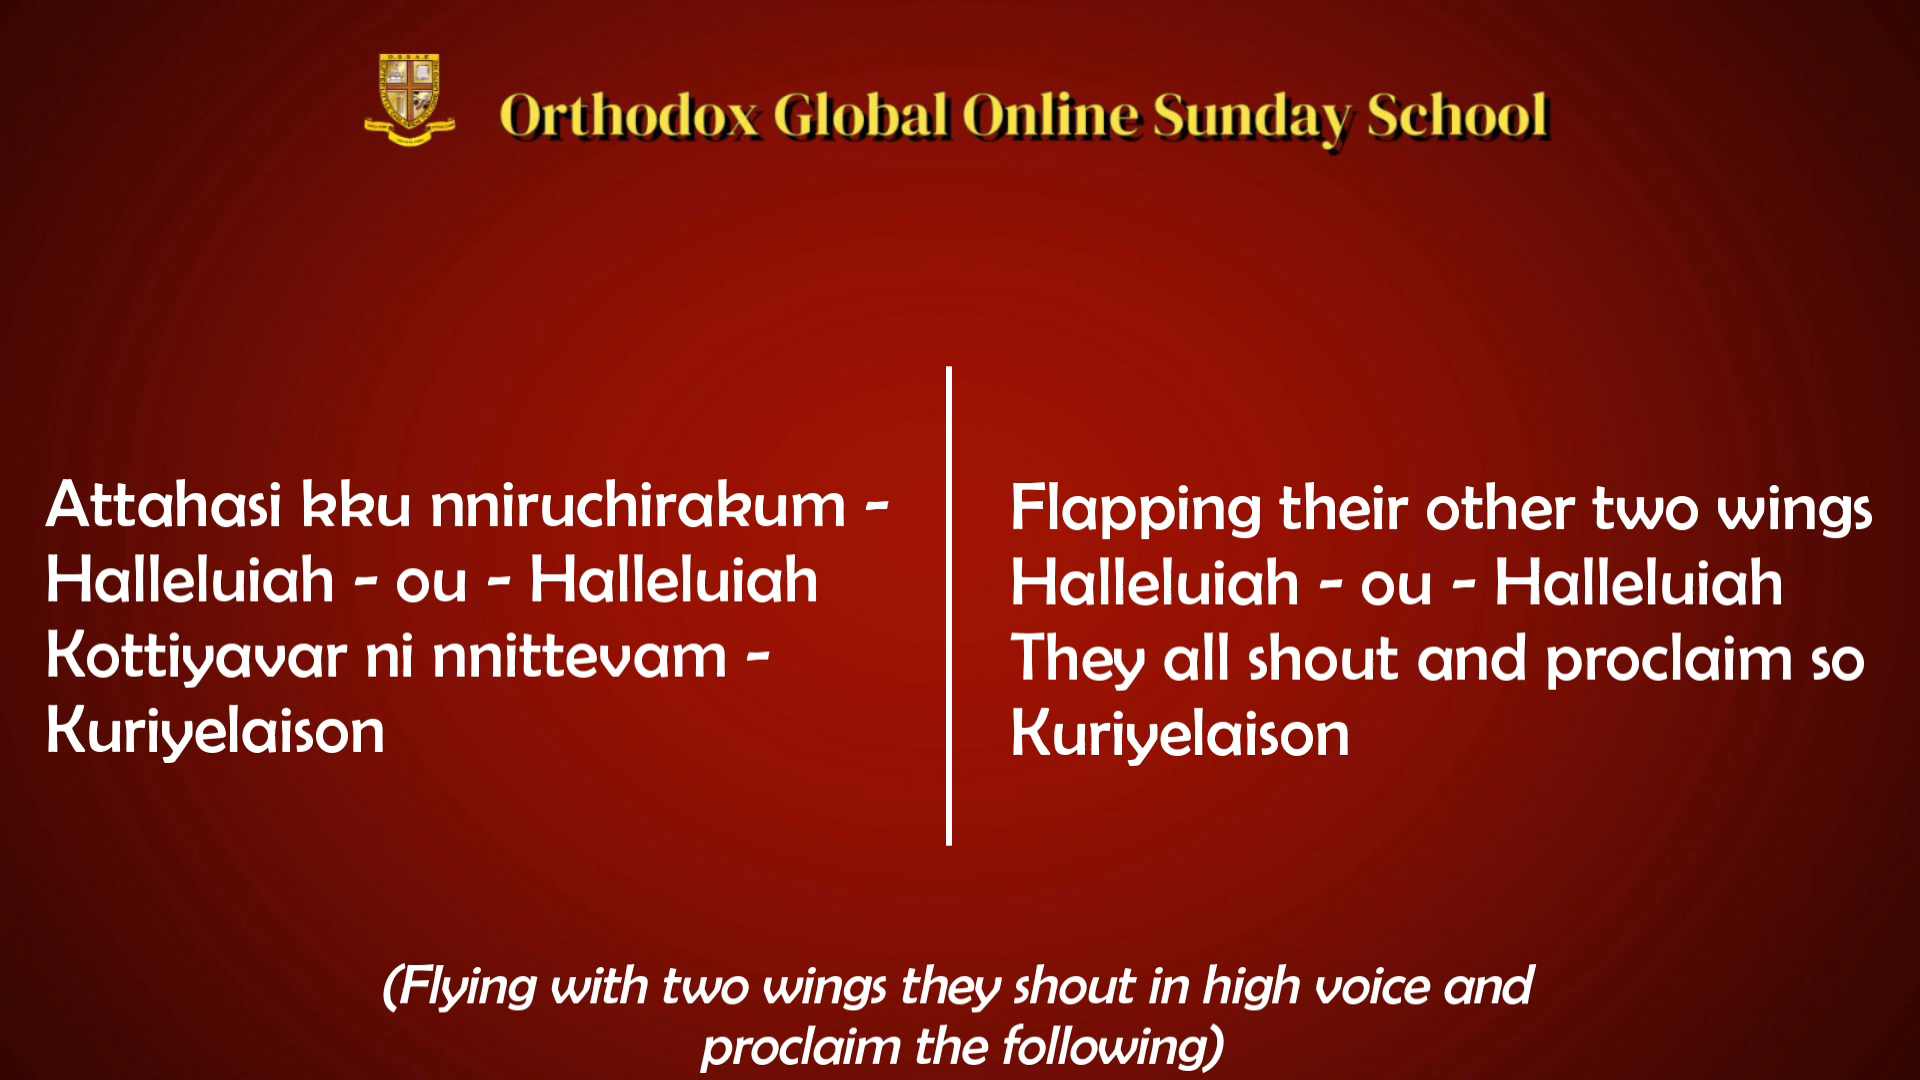 O.S.S.A.E
Orthodox Global Online Sunday School
Attahasi kku nniruchirakum -
Halleluiah - ou - Halleluiah
Kottiyavar ni nnittevam -
Kuriyelaison
Flapping their other two wings
Halleluiah - ou - Halleluiah
They all shout and proclaim so
Kuriyelaison
(Flying with two wings they shout in high voice and
proclaim the following)